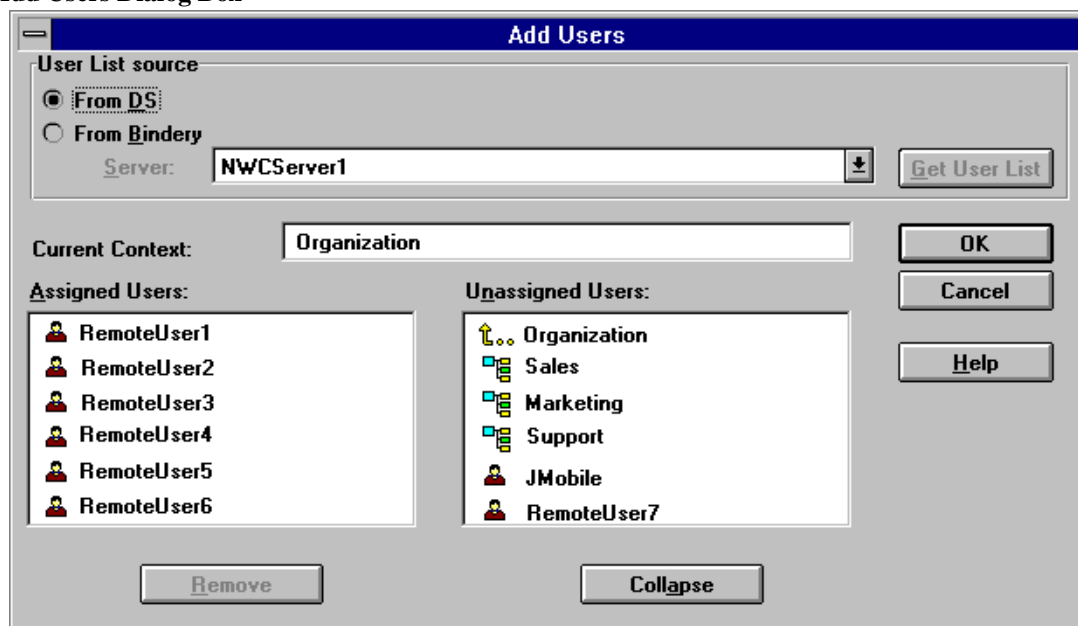 Add Users Dialog Box
Add Users
User List source
From DS
From Bindery
Server: NWCServer1 Get User List
Current Context: Organization OK
Assigned Users: Unassigned Users: Cancel
RemoteUser1 Organization
RemoteUser2 Sales Help
RemoteUser3 Marketing
RemoteUser4 Support
RemoteUser5 JMobile
RemoteUser6 RemoteUser7
Remove Collapse